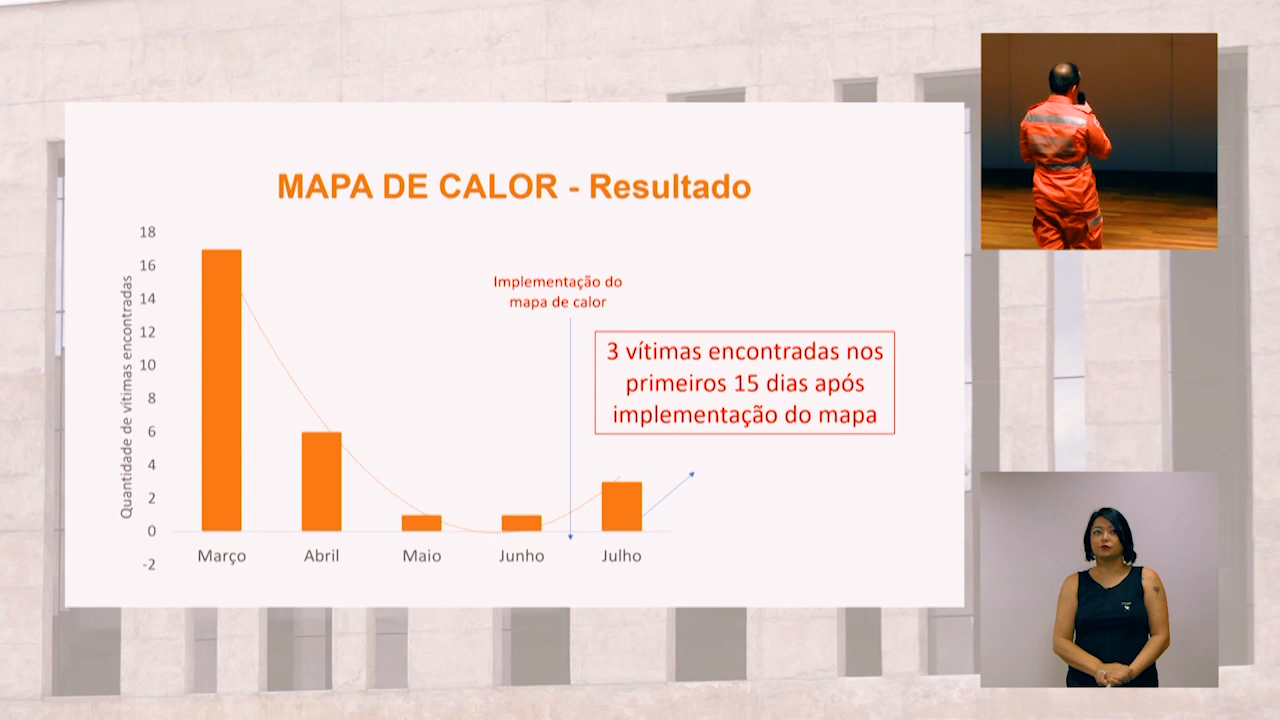 MAPA DE CALOR - Resultado
Quantidade de vítimas encontradas
18
16
14
12
10
8
6
4
2
0
-2
Março
Abril
Maio
Junho
Julho
Implementação do
mapa de calor
3 vítimas encontradas nos
primeiros 15 dias após
implementação do mapa